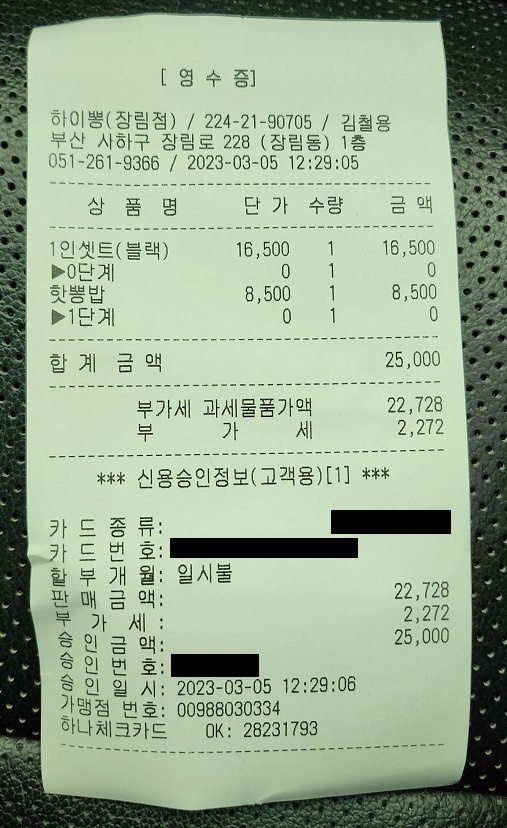 [ 영 수 증]
하이뽕(장림점) / 224-21-90705 / 김철용
부산 사하구 장림로 228 (장림동) 1층
051-261-9366 / 2023-03-05 12:29:05
상 품 명 단 가 수량 금 액
1인셋트(블랙) 16,500 1 16,500
▶0단계 0 1 0
핫뽕밥 8,500 1 8,500
▶1단계 0 1 0
합 계 금 액 25,000
부가세 과세물품가액 22,728
부 가 세 2,272
*** 신용승인정보(고객용)[1] ***
카 드 종 류:
카 드 번 호:
할 부 개 월: 일시불
판 매 금 액: 22,728
부 가 세 : 2,272
승 인 금 액: 25,000
승 인 번 호:
승 인 일 시: 2023-03-05 12:29:06
가맹점 번호: 00988030334
하나체크카드 OK: 28231793